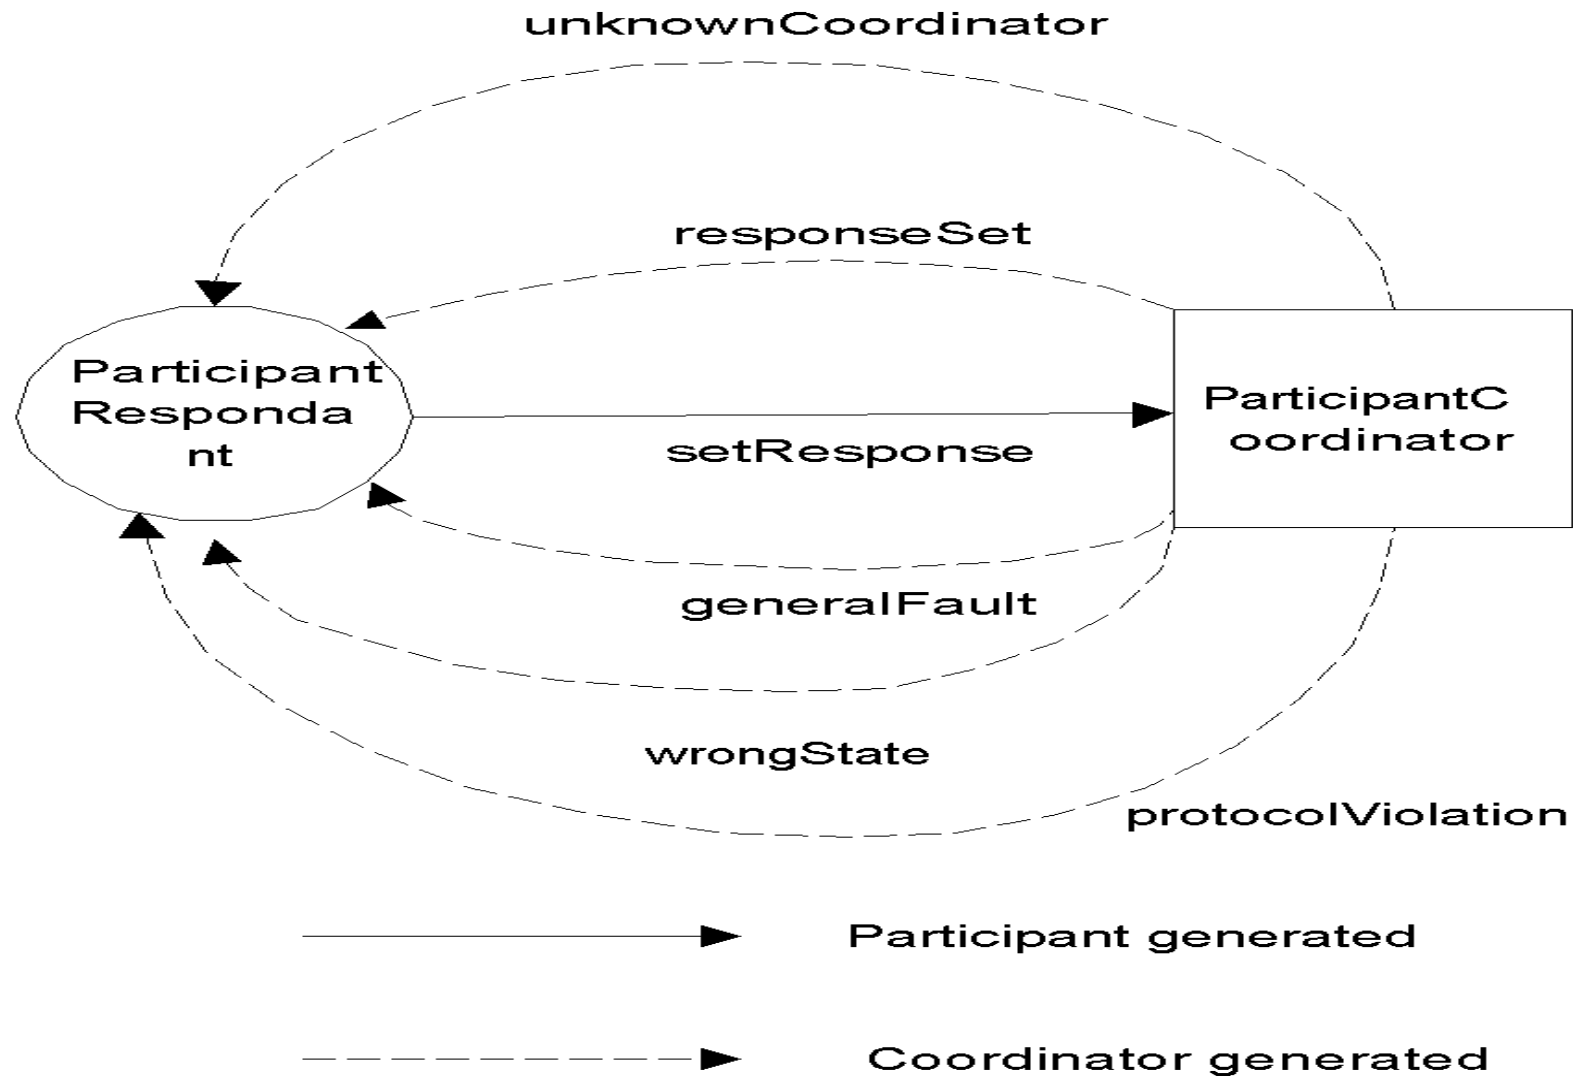 unknownCoordinator
responseSet
Participant
Responda
nt
ParticipantC
oordinator
setResponse
generalFault
wrongState
protocolViolation
Participant generated
Coordinator generated